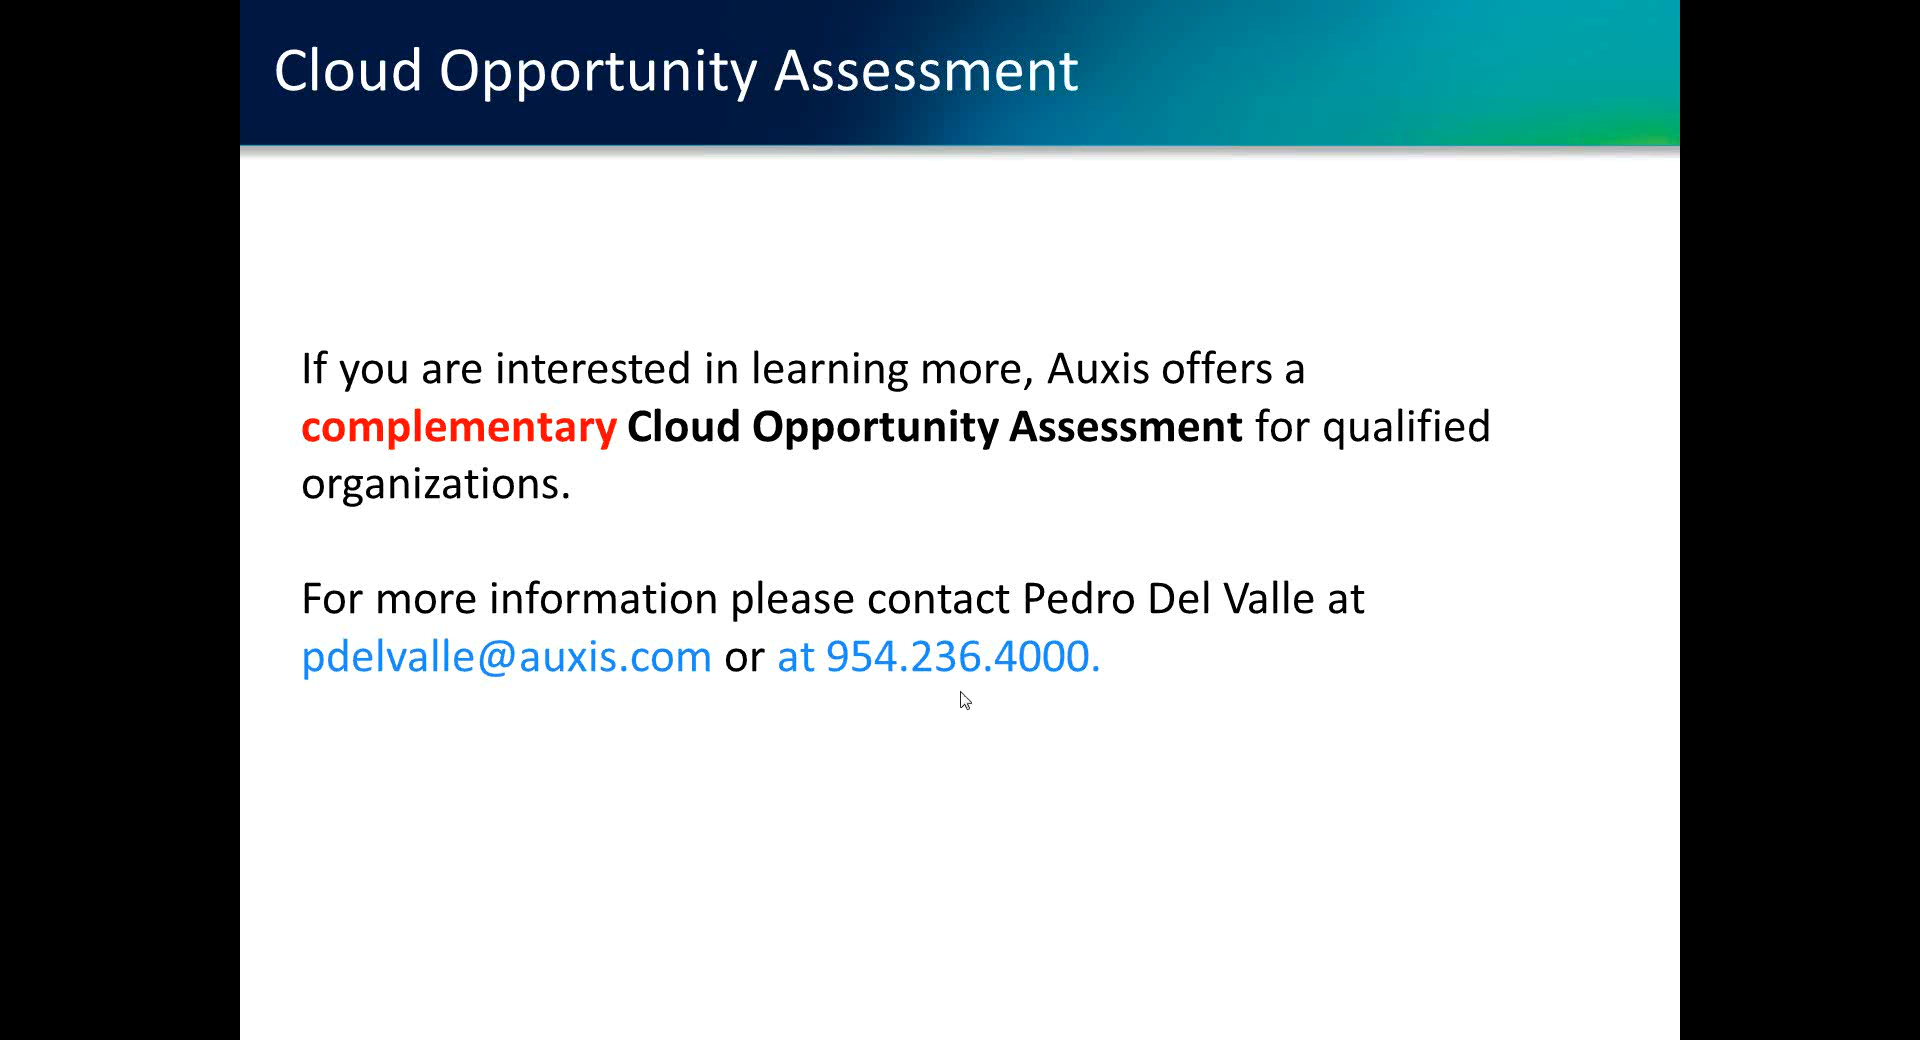 Cloud Opportunity Assessment
If you are interested in learning more, Auxis offers a
complementary Cloud Opportunity Assessment for qualified
organizations.
For more information please contact Pedro Del Valle at
pdelvalle@auxis.com or at 954.236.4000.